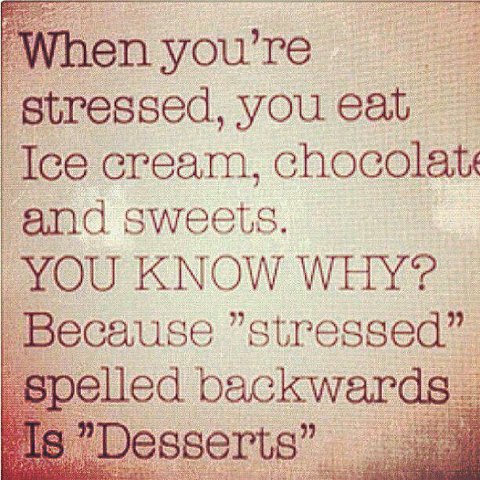 When you're
stressed, you eat
Ice cream, chocolate
and sweets.
YOU KNOW WHY?
Because "stressed"
spelled backwards
Is "Desserts"